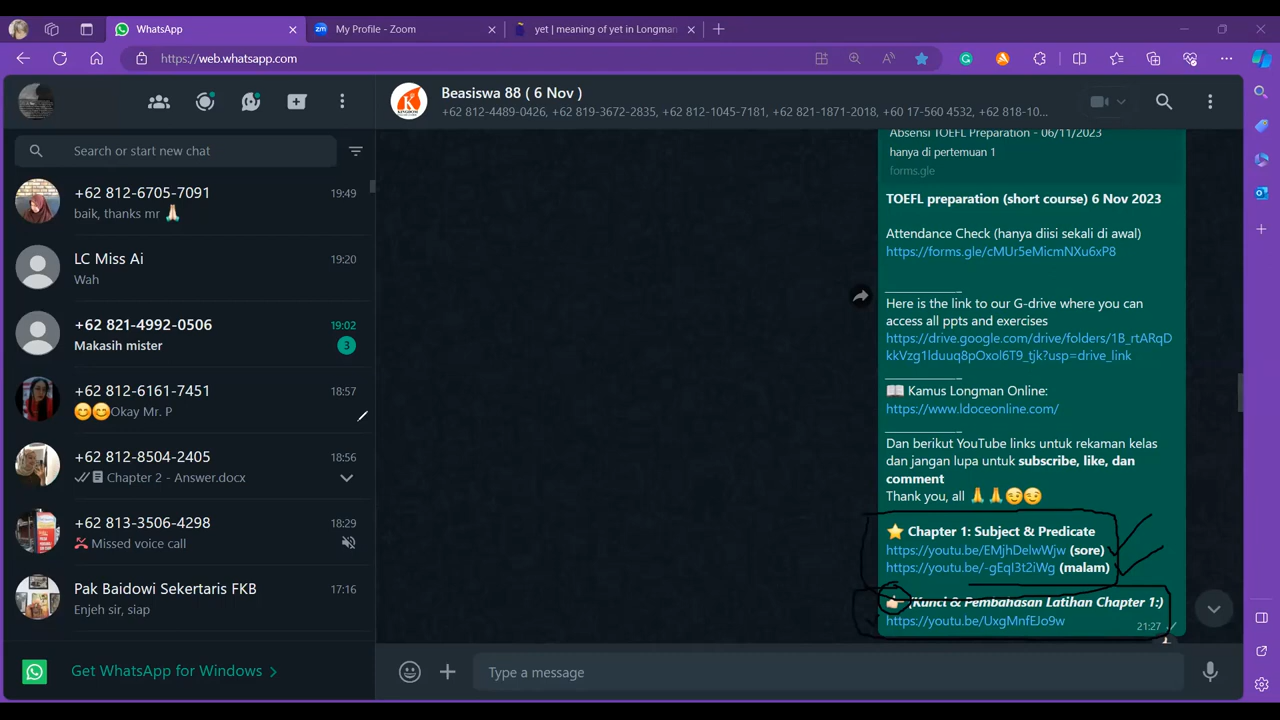 WhatsApp
My Profile - Zoom
yet | meaning of yet in Longman
https://web.whatsapp.com
Beasiswa 88 ( 6 Nov )
+62 812-4489-0426, +62 819-3672-2835, +62 812-1045-7181, +62 821-1871-2018, +60 17-560 4532, +62 818-10...
Search or start new chat
+62 812-6705-7091
19:49
baik, thanks mr 🙏🏻
LC Miss Ai
19:20
Wah
+62 821-4992-0506
19:02
Makasih mister
3
+62 812-6161-7451
18:57
😊😊Okay Mr. P
+62 812-8504-2405
18:56
Chapter 2 - Answer.docx
+62 813-3506-4298
18:29
Missed voice call
Pak Baidowi Sekertaris FKB
17:16
Enjeh sir, siap
Get WhatsApp for Windows
Absensi TOEFL Preparation - 06/11/2023
hanya di pertemuan 1
forms.gle
TOEFL preparation (short course) 6 Nov 2023
Attendance Check (hanya diisi sekali di awal)
https://forms.gle/cMUr5eMicmNXu6xP8
____________
Here is the link to our G-drive where you can
access all ppts and exercises
https://drive.google.com/drive/folders/1B_rtARqD
kkVzg1lduuq8pOxol6T9_tjk?usp=drive_link
____________
📖 Kamus Longman Online:
https://www.ldoceonline.com/
____________
Dan berikut YouTube links untuk rekaman kelas
dan jangan lupa untuk subscribe, like, dan
comment
Thank you, all 🙏🙏😊😊
⭐ Chapter 1: Subject & Predicate
https://youtu.be/EMjhDelwWjw (sore)
https://youtu.be/-gEqI3t2iWg (malam)
👉🏻 (Kunci & Pembahasan Latihan Chapter 1:)
https://youtu.be/UxgMnfEJo9w
21:27
Type a message